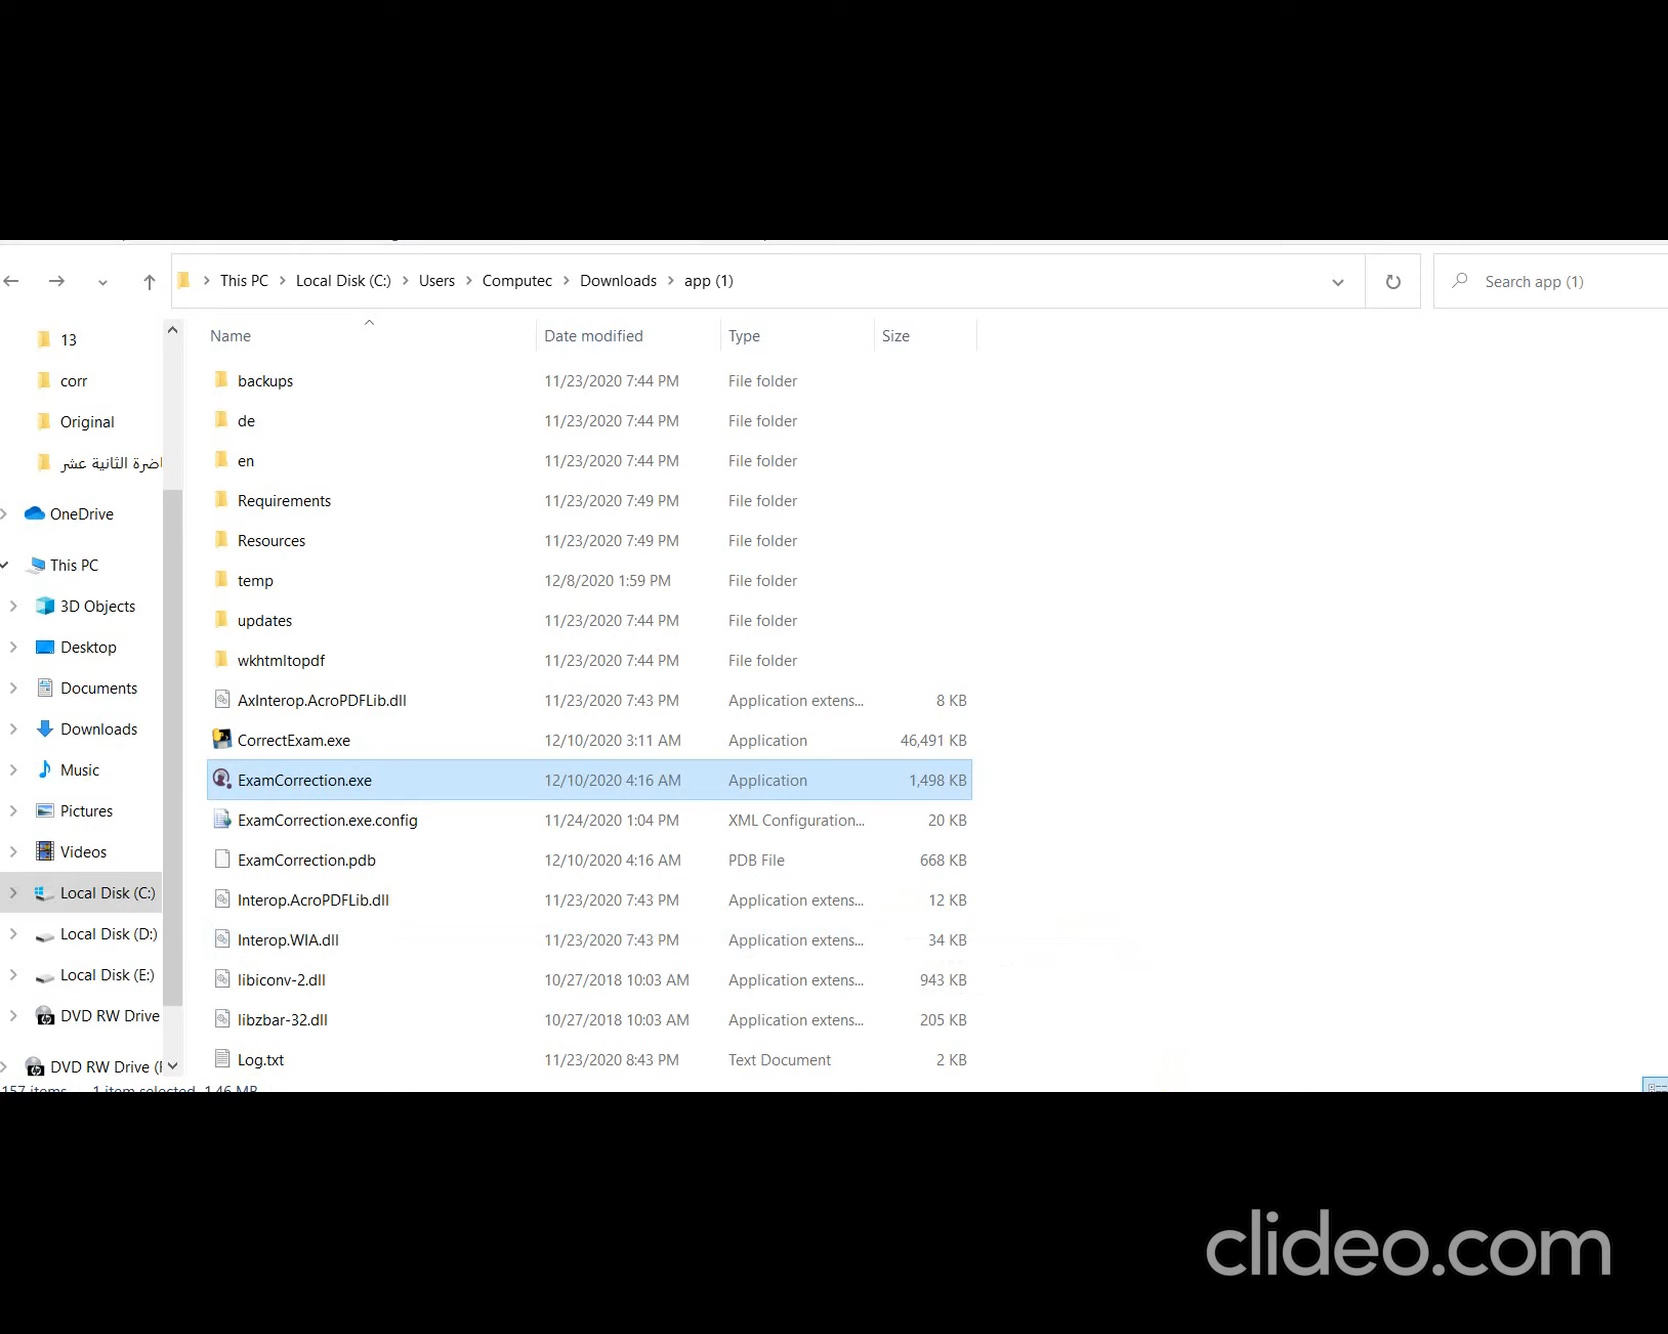 This PC > Local Disk (C:) > Users > Computec > Downloads > app (1)
Search app (1)
13
corr
Original
اضرة الثانية عشر
OneDrive
This PC
3D Objects
Desktop
Documents
Downloads
Music
Pictures
Videos
Local Disk (C:)
Local Disk (D:)
Local Disk (E:)
DVD RW Drive
DVD RW Drive (F
Name Date modified Type Size
backups 11/23/2020 7:44 PM File folder
de 11/23/2020 7:44 PM File folder
en 11/23/2020 7:44 PM File folder
Requirements 11/23/2020 7:49 PM File folder
Resources 11/23/2020 7:49 PM File folder
temp 12/8/2020 1:59 PM File folder
updates 11/23/2020 7:44 PM File folder
wkhtmltopdf 11/23/2020 7:44 PM File folder
AxInterop.AcroPDFLib.dll 11/23/2020 7:43 PM Application extens... 8 KB
CorrectExam.exe 12/10/2020 3:11 AM Application 46,491 KB
ExamCorrection.exe 12/10/2020 4:16 AM Application 1,498 KB
ExamCorrection.exe.config 11/24/2020 1:04 PM XML Configuration... 20 KB
ExamCorrection.pdb 12/10/2020 4:16 AM PDB File 668 KB
Interop.AcroPDFLib.dll 11/23/2020 7:43 PM Application extens... 12 KB
Interop.WIA.dll 11/23/2020 7:43 PM Application extens... 34 KB
libiconv-2.dll 10/27/2018 10:03 AM Application extens... 943 KB
libzbar-32.dll 10/27/2018 10:03 AM Application extens... 205 KB
Log.txt 11/23/2020 8:43 PM Text Document 2 KB
157 items 1 item selected 1.46 MB
clideo.com